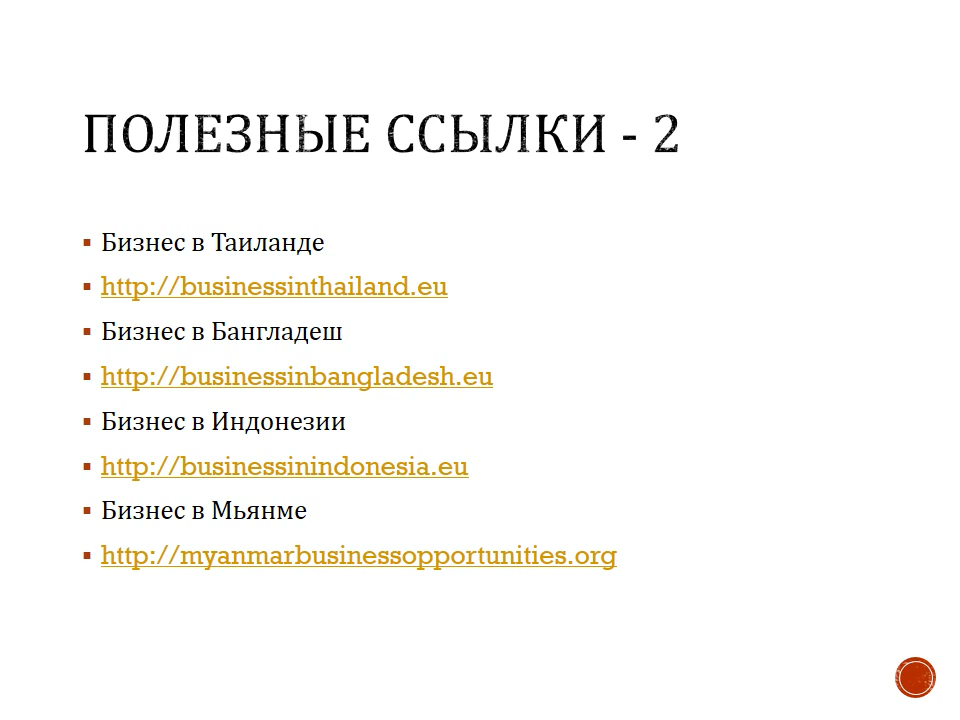 ПОЛЕЗНЫЕ ССЫЛКИ - 2
Бизнес в Таиланде
http://businessinthailand.eu
Бизнес в Бангладеш
http://businessinbangladesh.eu
Бизнес в Индонезии
http://businessinindonesia.eu
Бизнес в Мьянме
http://myanmarbusinessopportunities.org